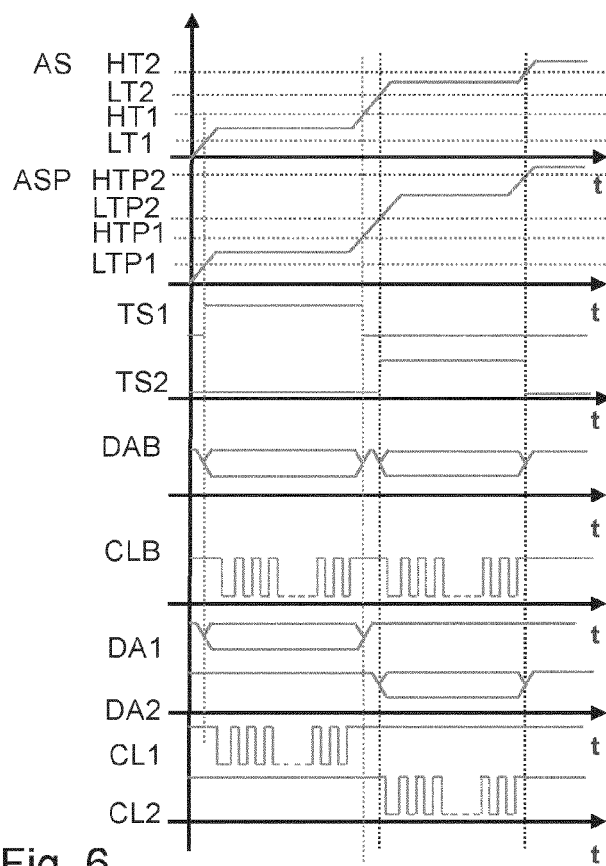 AS HT2
LT2
HT1
LT1
t
ASP HTP2
LTP2
HTP1
LTP1
t
TS1
TS2
t
DAB
t
CLB
t
DA1
DA2
t
CL1
CL2
t
Fig. 6